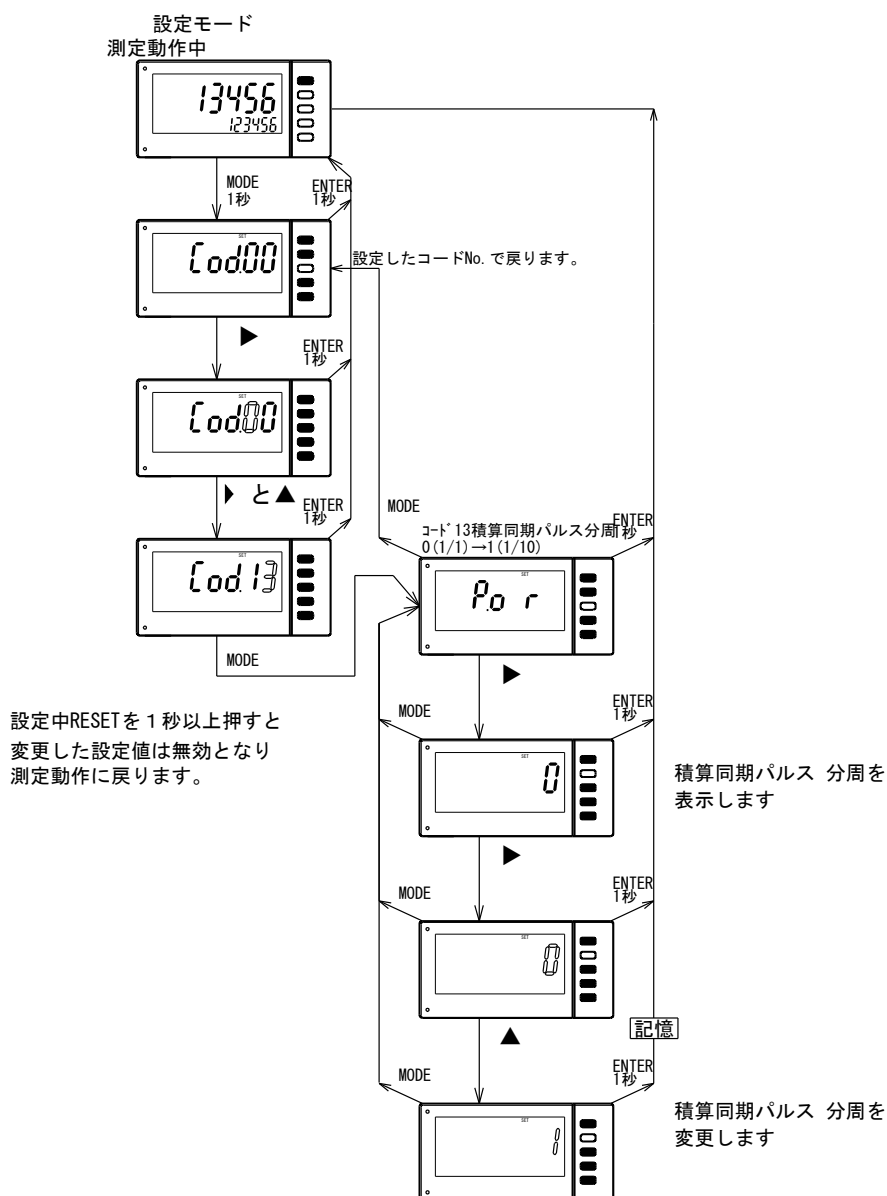 設定モード
測定動作中
13456
123456
MODE
1秒
ENTER
1秒
SET
Cod.00
設定したコードNo. で戻ります。
▶
ENTER
1秒
SET
Cod.00
▶ と▲
ENTER
1秒
SET
Cod.13
MODE
MODE
コード13積算同期パルス分周
0(1/1)→1(1/10)
ENTER
1秒
SET
P.o r
▶
設定中RESETを１秒以上押すと
変更した設定値は無効となり
測定動作に戻ります。
MODE
ENTER
1秒
SET
0
積算同期パルス 分周を
表示します
▶
MODE
ENTER
1秒
SET
0
▲
記憶
MODE
ENTER
1秒
SET
1
積算同期パルス 分周を
変更します